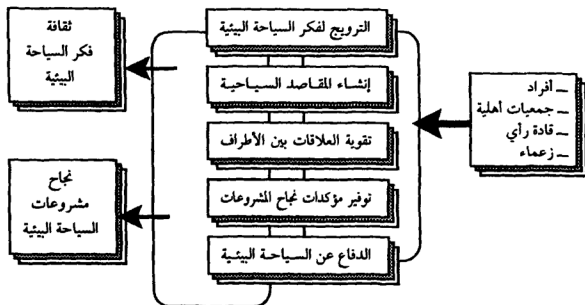 ـ أفراد
ـ جمعيات أهلية
ـ قادة رأي
ـ زعماء
الترويج لفكر السياحة البيئية
إنشاء المقاصد السياحية
تقوية العلاقات بين الأطراف
توفير مؤكدات نجاح المشروعات
الدفاع عن السياحة البيئية
ثقافة
فكر السياحة
البيئية
نجاح
مشروعات
السياحة البيئية